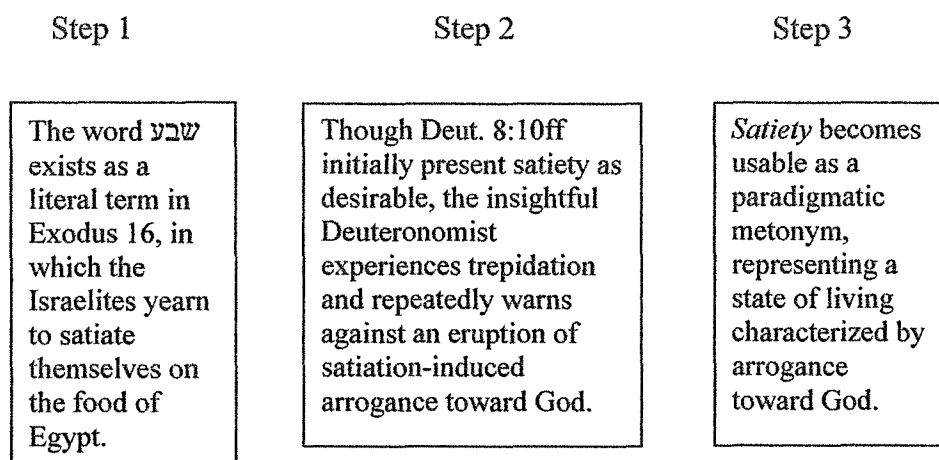 Step 1
Step 2
Step 3
The word שבע
exists as a
literal term in
Exodus 16, in
which the
Israelites yearn
to satiate
themselves on
the food of
Egypt.
Though Deut. 8:10ff
initially present satiety as
desirable, the insightful
Deuteronomist
experiences trepidation
and repeatedly warns
against an eruption of
satiation-induced
arrogance toward God.
Satiety becomes
usable as a
paradigmatic
metonym,
representing a
state of living
characterized by
arrogance
toward God.